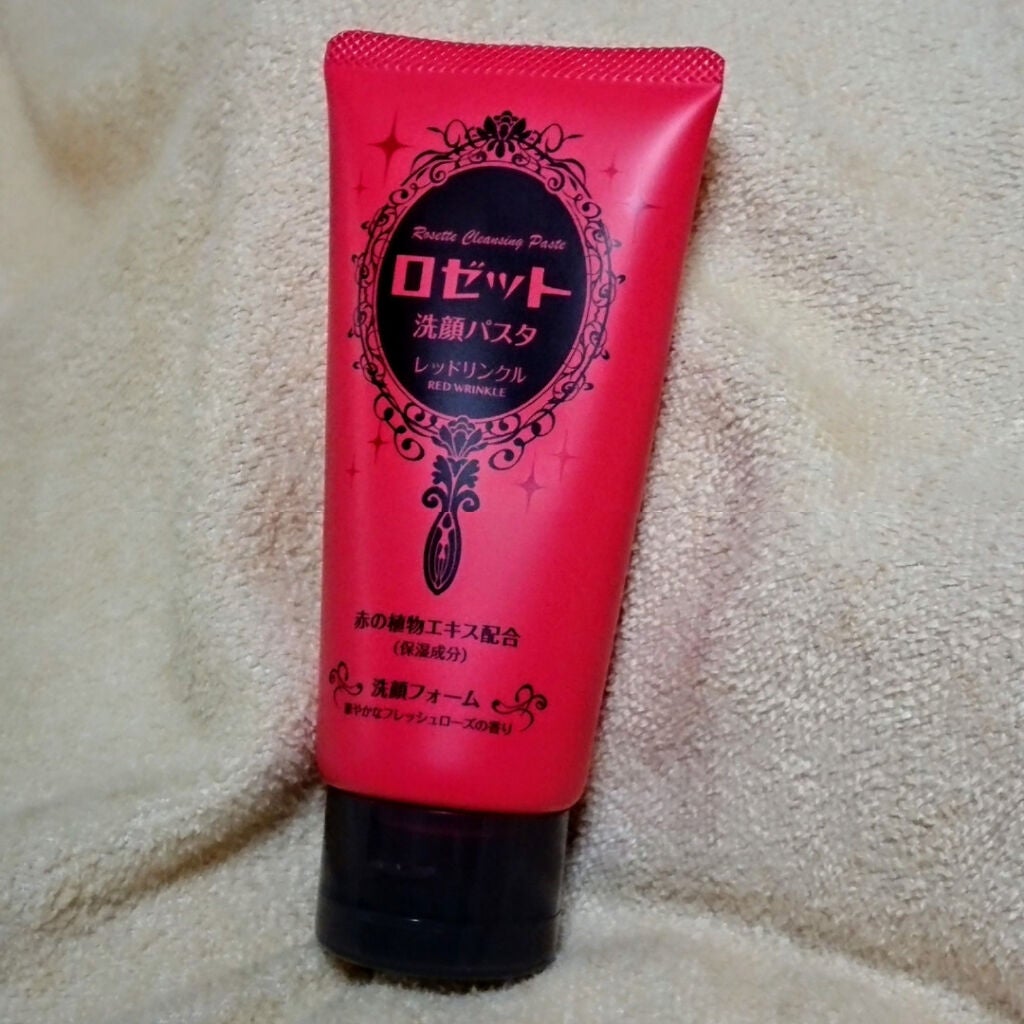 Rosette Cleansing Paste
ロゼット
洗顔パスタ
レッドリンクル
RED WRINKLE
赤の植物エキス配合
(保湿成分)
洗顔フォーム
華やかなフレッシュローズの香り